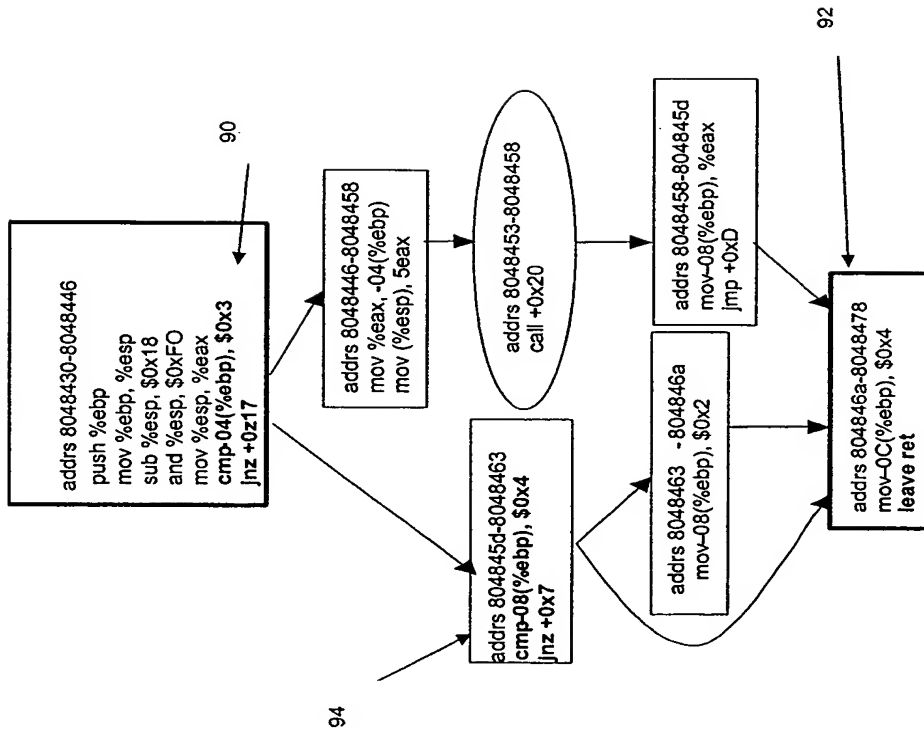 addrs 8048430-8048446
push %ebp
mov %ebp, %esp
sub %esp, $0x18
and %esp, $0xFO
mov %esp, %eax
cmp-04(%ebp), $0x3
jnz +0z17
90
addrs 8048446-8048458
mov %eax, -04(%ebp)
mov (%esp), 5eax
addrs 8048453-8048458
call +0x20
94
addrs 804845d-8048463
cmp-08(%ebp), $0x4
jnz +0x7
addrs 8048463 - 804846a
mov-08(%ebp), $0x2
addrs 8048458-804845d
mov-08(%ebp), %eax
jmp +0xD
92
addrs 804846a-8048478
mov-0C(%ebp), $0x4
leave ret